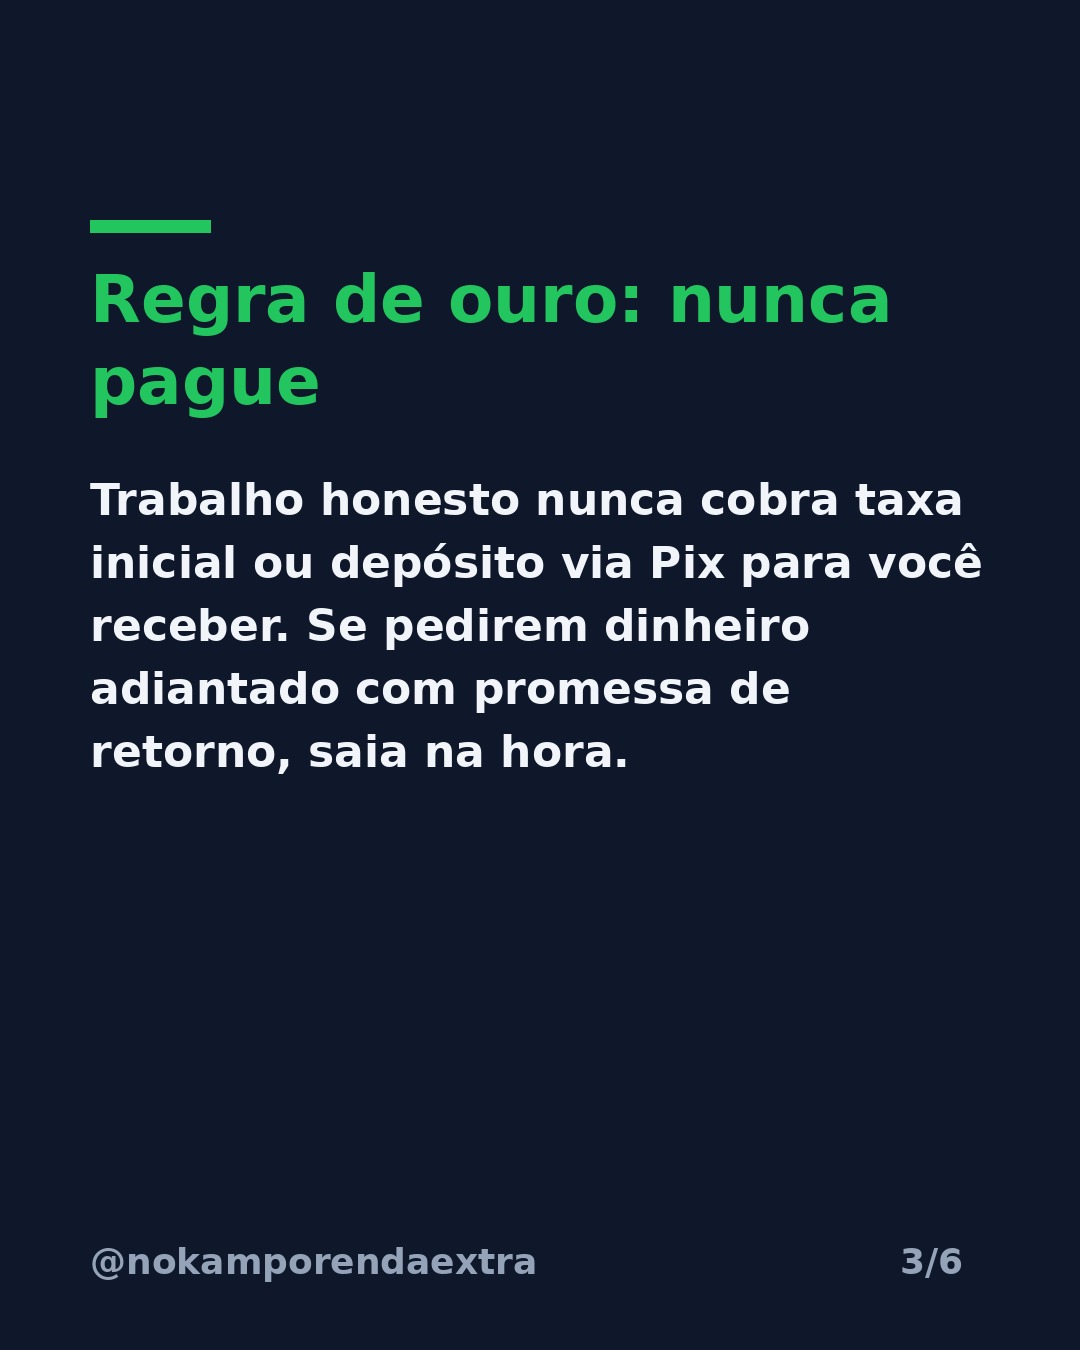 Regra de ouro: nunca
pague
Trabalho honesto nunca cobra taxa
inicial ou depósito via Pix para você
receber. Se pedirem dinheiro
adiantado com promessa de
retorno, saia na hora.
@nokamporendaextra
3/6